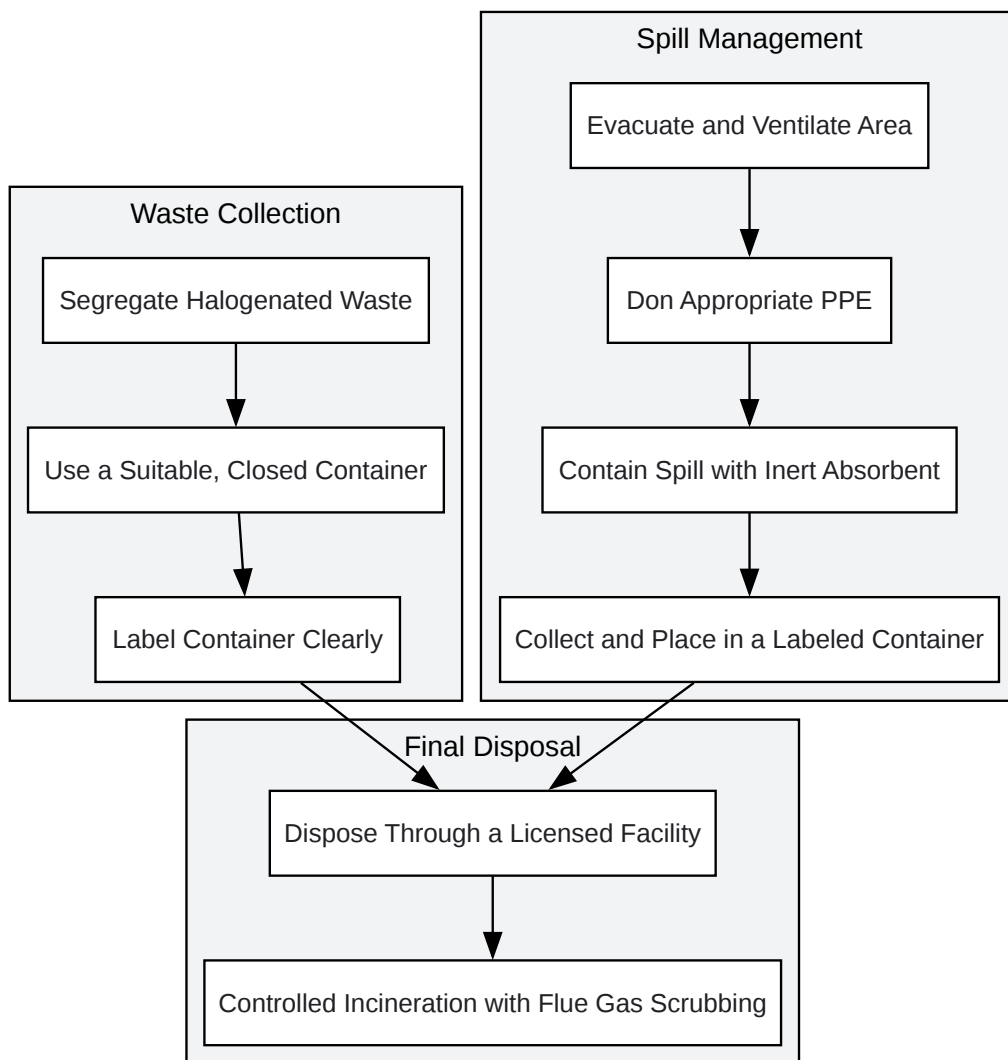 Spill Management
Evacuate and Ventilate Area
Don Appropriate PPE
Contain Spill with Inert Absorbent
Collect and Place in a Labeled Container
Waste Collection
Segregate Halogenated Waste
Use a Suitable, Closed Container
Label Container Clearly
Final Disposal
Dispose Through a Licensed Facility
Controlled Incineration with Flue Gas Scrubbing